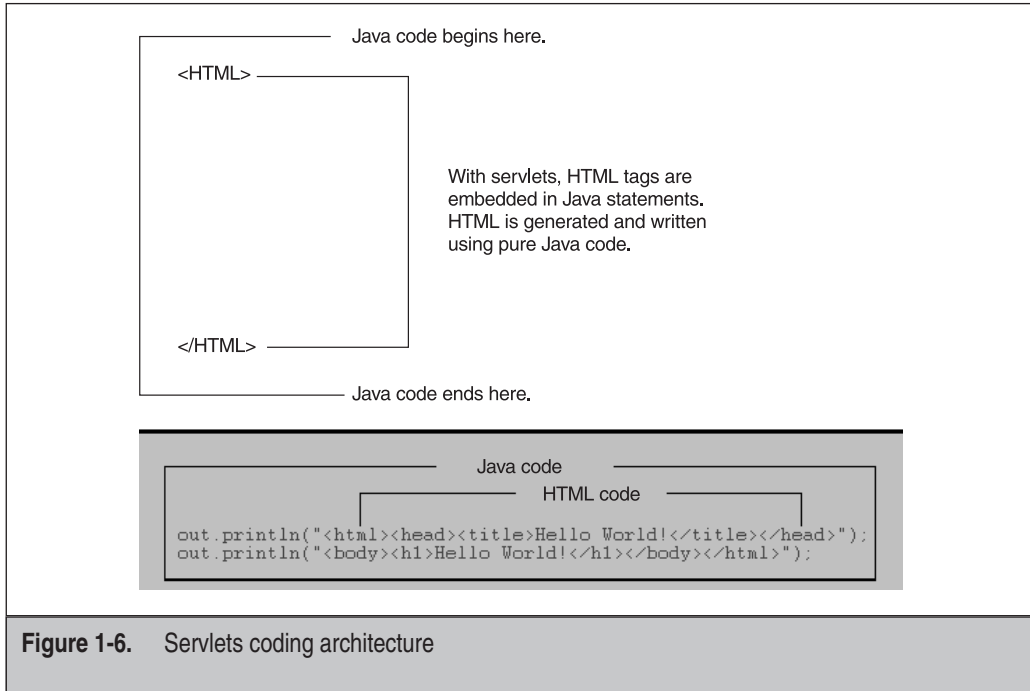 Java code begins here.
<HTML>
With servlets, HTML tags are
embedded in Java statements.
HTML is generated and written
using pure Java code.
</HTML>
Java code ends here.
Java code
HTML code
out.println("<html><head><title>Hello World!</title></head>");
out.println("<body><h1>Hello World!</h1></body></html>");
Figure 1-6. Servlets coding architecture